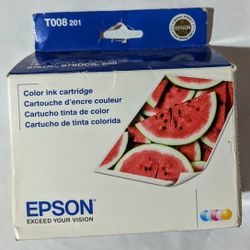 T008 201
Color ink cartridge
Cartouche d'encre couleur
Cartucho tinta de color
Cartucho de tinta colorida
EPSON
EXCEED YOUR VISION